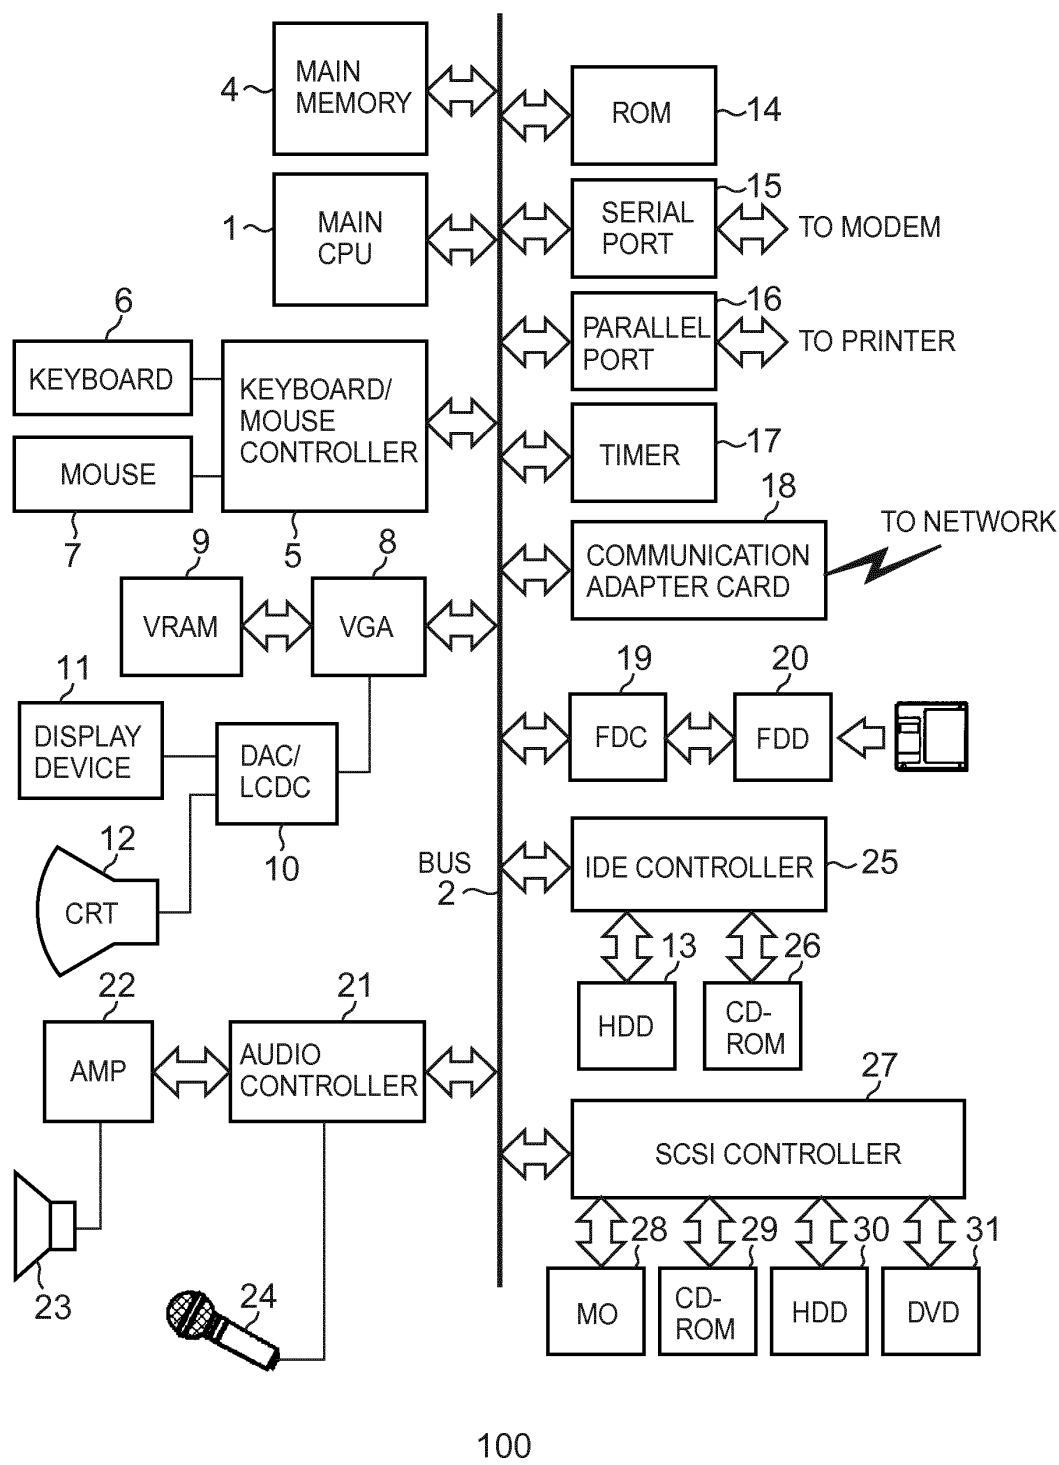 MAIN
MEMORY
4
ROM
14
MAIN
CPU
1
SERIAL
PORT
15
TO MODEM
PARALLEL
PORT
16
TO PRINTER
6
KEYBOARD
KEYBOARD/
MOUSE
CONTROLLER
MOUSE
7
5
TIMER
17
18
COMMUNICATION
ADAPTER CARD
TO NETWORK
9
VRAM
8
VGA
11
DISPLAY
DEVICE
DAC/
LCDC
10
19
FDC
20
FDD
12
CRT
BUS
2
IDE CONTROLLER
25
13
HDD
26
CD-
ROM
22
AMP
21
AUDIO
CONTROLLER
27
SCSI CONTROLLER
23
24
28
MO
29
CD-
ROM
30
HDD
31
DVD
100